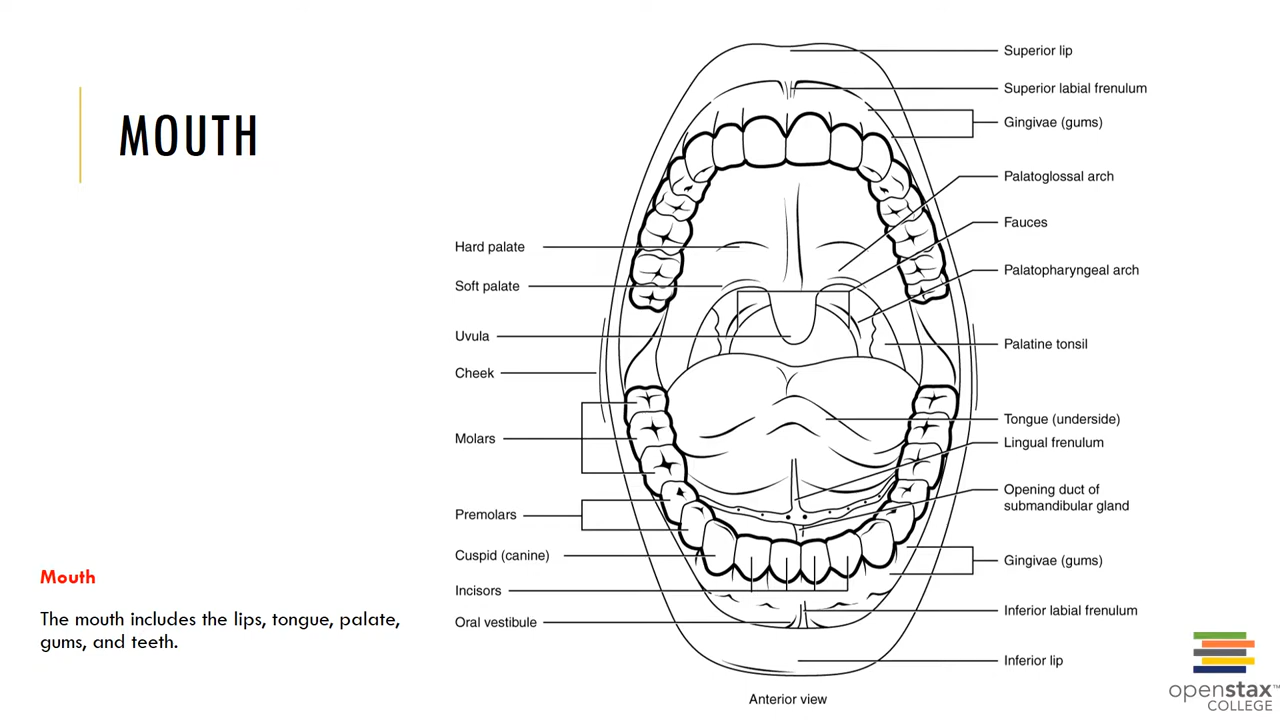 MOUTH
Mouth
The mouth includes the lips, tongue, palate,
gums, and teeth.
Hard palate
Soft palate
Uvula
Cheek
Molars
Premolars
Cuspid (canine)
Incisors
Oral vestibule
Superior lip
Superior labial frenulum
Gingivae (gums)
Palatoglossal arch
Fauces
Palatopharyngeal arch
Palatine tonsil
Tongue (underside)
Lingual frenulum
Opening duct of
submandibular gland
Gingivae (gums)
Inferior labial frenulum
Inferior lip
Anterior view
openstax™
COLLEGE